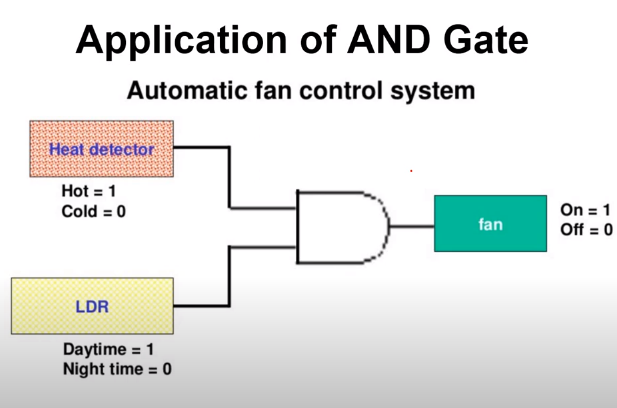 Application of AND Gate
Automatic fan control system
Heat detector
Hot = 1
Cold = 0
fan
On = 1
Off = 0
LDR
Daytime = 1
Night time = 0